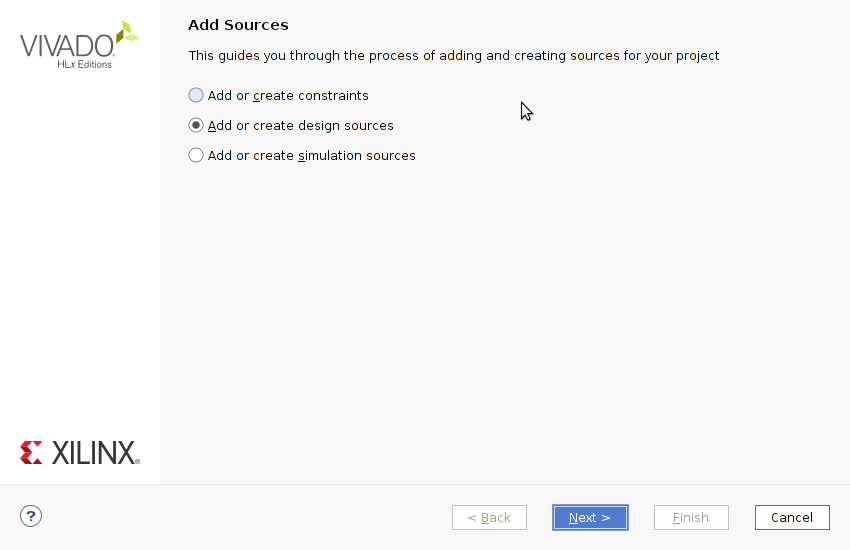 VIVADO
HLx Editions
Add Sources
This guides you through the process of adding and creating sources for your project
Add or create constraints
Add or create design sources
Add or create simulation sources
XILINX®
?
< Back
Next >
Finish
Cancel